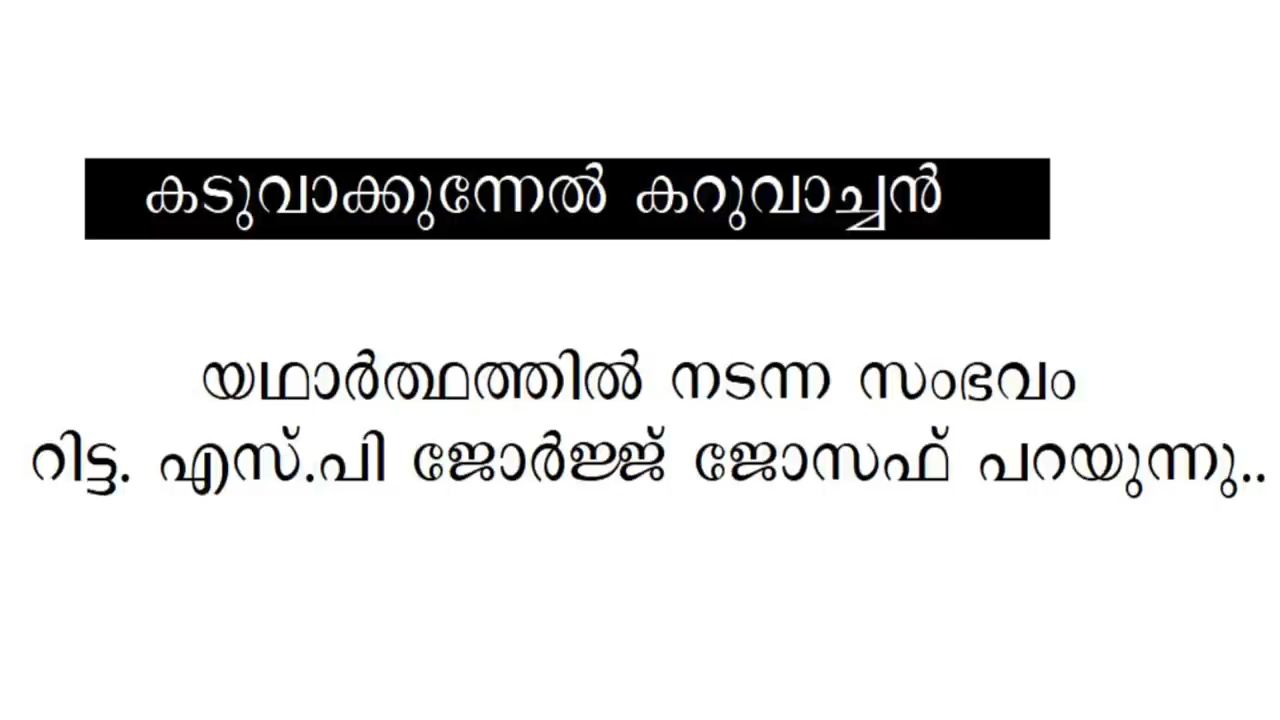 കടുവാക്കുന്നേൽ കറുവാച്ചൻ
യഥാർത്ഥത്തിൽ നടന്ന സംഭവം
റിട്ട. എസ്.പി ജോർജ്ജ് ജോസഫ് പറയുന്നു..